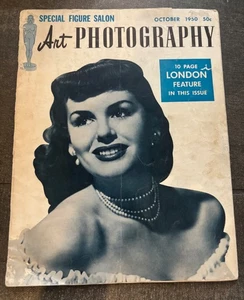 SPECIAL FIGURE SALON
OCTOBER 1950 50c
Art PHOTOGRAPHY
10 PAGE
LONDON
FEATURE
IN THIS ISSUE